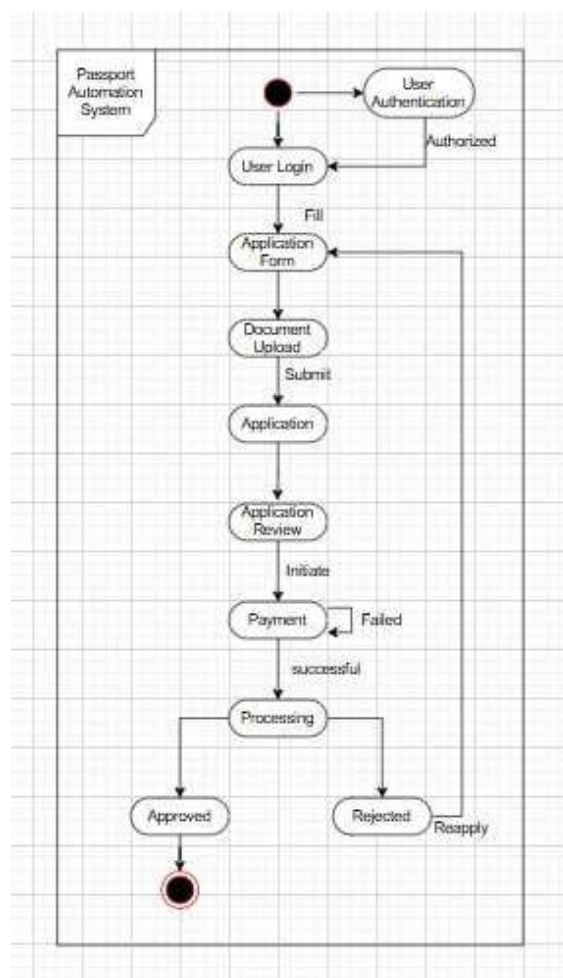 Passport
Automation
System
User
Authentication
Authorized
User Login
Fill
Application
Form
Document
Upload
Submit
Application
Application
Review
Initiate
Payment
Failed
successful
Processing
Approved
Rejected
Reapply